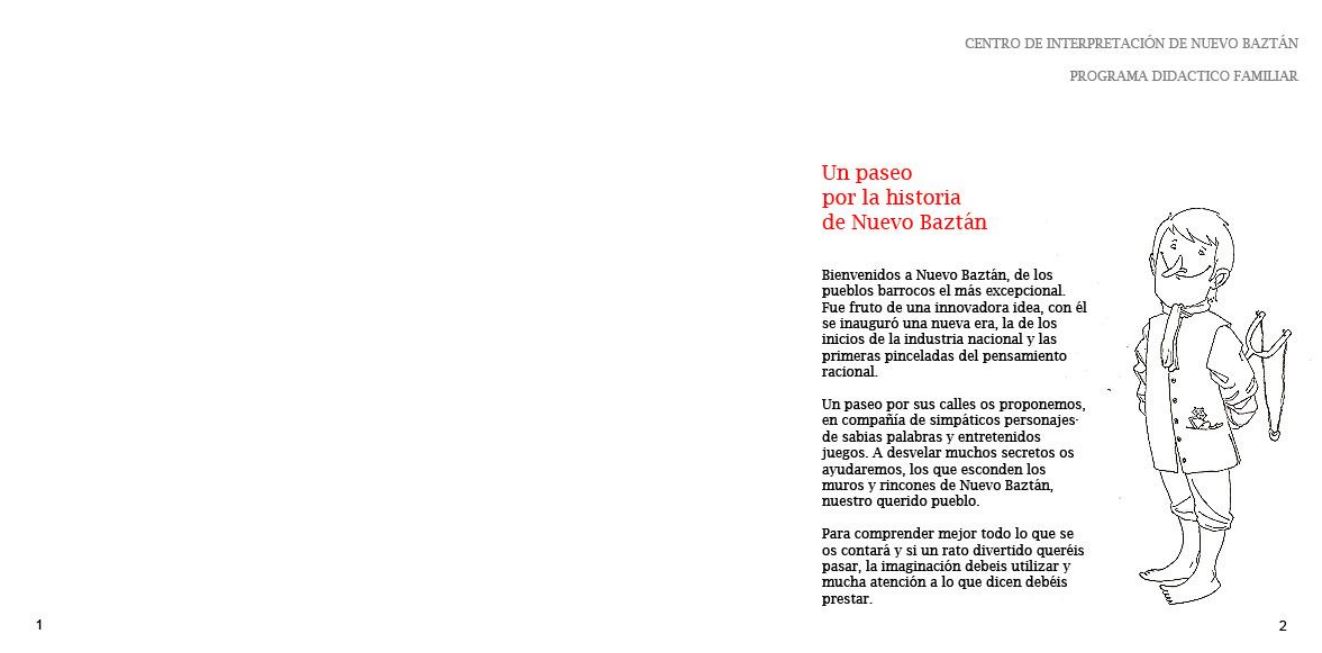 CENTRO DE INTERPRETACIÓN DE NUEVO BAZTÁN
PROGRAMA DIDACTICO FAMILIAR
Un paseo
por la historia
de Nuevo Baztán
Bienvenidos a Nuevo Baztán, de los
pueblos barrocos el más excepcional.
Fue fruto de una innovadora idea, con él
se inauguró una nueva era, la de los
inicios de la industria nacional y las
primeras pinceladas del pensamiento
racional.
Un paseo por sus calles os proponemos,
en compañía de simpáticos personajes·
de sabias palabras y entretenidos
juegos. A desvelar muchos secretos os
ayudaremos, los que esconden los
muros y rincones de Nuevo Baztán,
nuestro querido pueblo.
Para comprender mejor todo lo que se
os contará y si un rato divertido queréis
pasar, la imaginación debeis utilizar y
mucha atención a lo que dicen debéis
prestar.
1
2